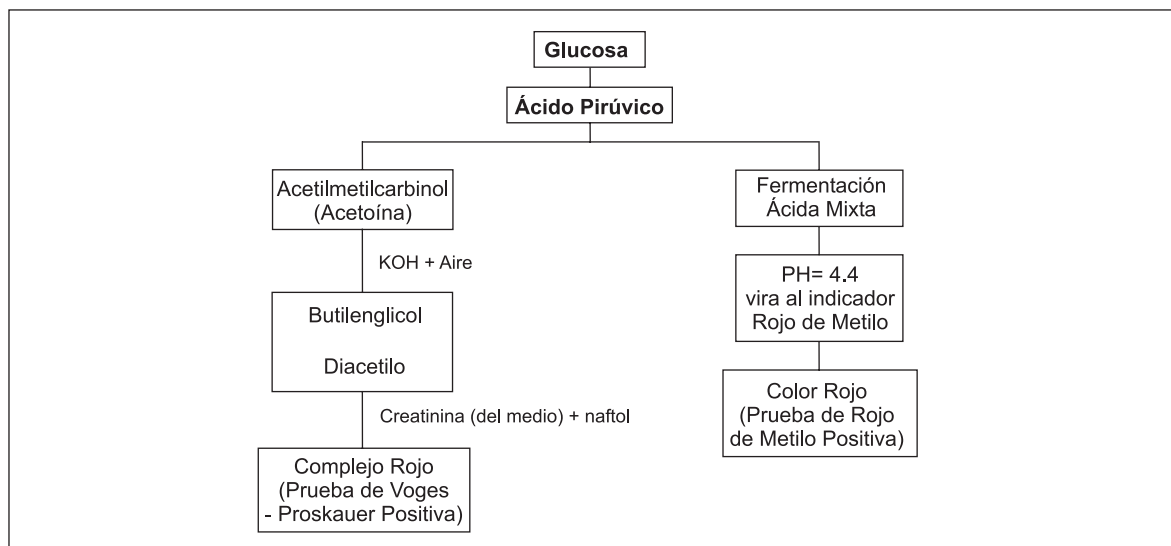 Glucosa
Ácido Pirúvico
Acetilmetilcarbinol
(Acetoína)
KOH + Aire
Butilenglicol
Diacetilo
Creatinina (del medio) + naftol
Complejo Rojo
(Prueba de Voges
- Proskauer Positiva)
Fermentación
Ácida Mixta
PH= 4.4
vira al indicador
Rojo de Metilo
Color Rojo
(Prueba de Rojo
de Metilo Positiva)